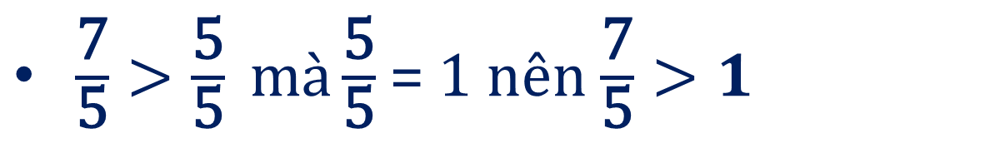 • 7/5 > 5/5 mà 5/5 = 1 nên 7/5 > 1